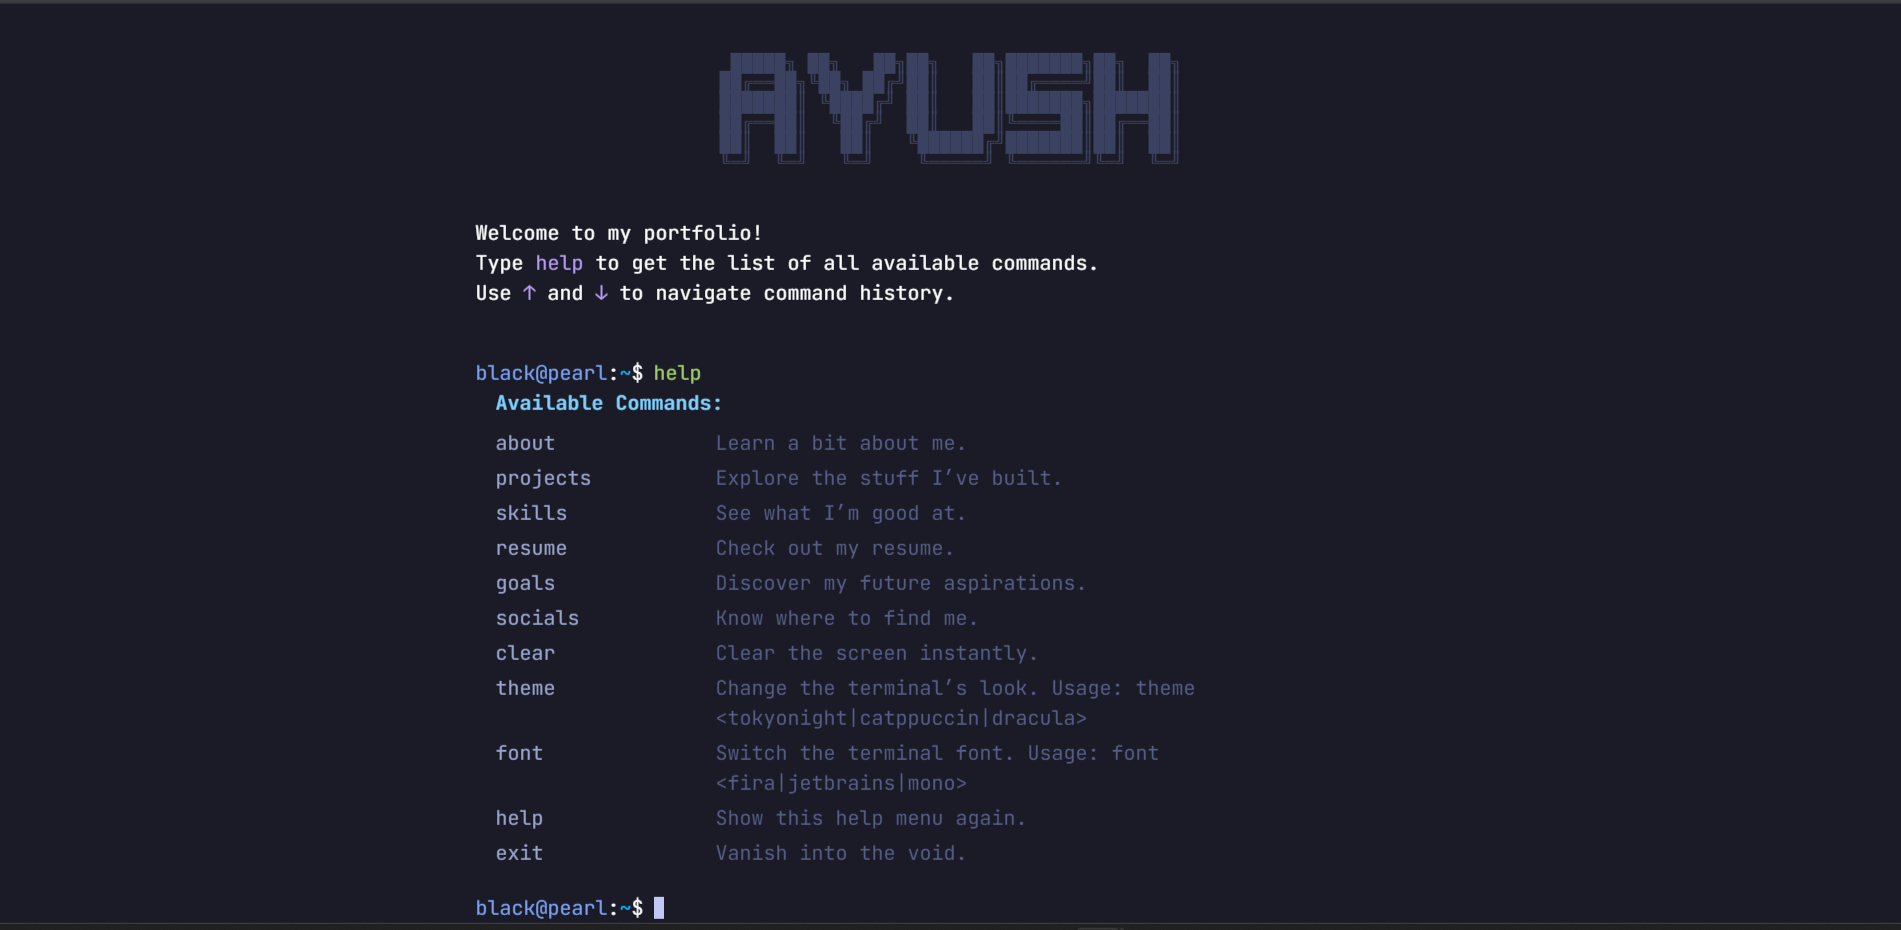 AYUSH
Welcome to my portfolio!
Type help to get the list of all available commands.
Use ↑ and ↓ to navigate command history.
black@pearl:~$ help
Available Commands:
about Learn a bit about me.
projects Explore the stuff I’ve built.
skills See what I’m good at.
resume Check out my resume.
goals Discover my future aspirations.
socials Know where to find me.
clear Clear the screen instantly.
theme Change the terminal’s look. Usage: theme
<tokyonight|catppuccin|dracula>
font Switch the terminal font. Usage: font
<fira|jetbrains|mono>
help Show this help menu again.
exit Vanish into the void.
black@pearl:~$